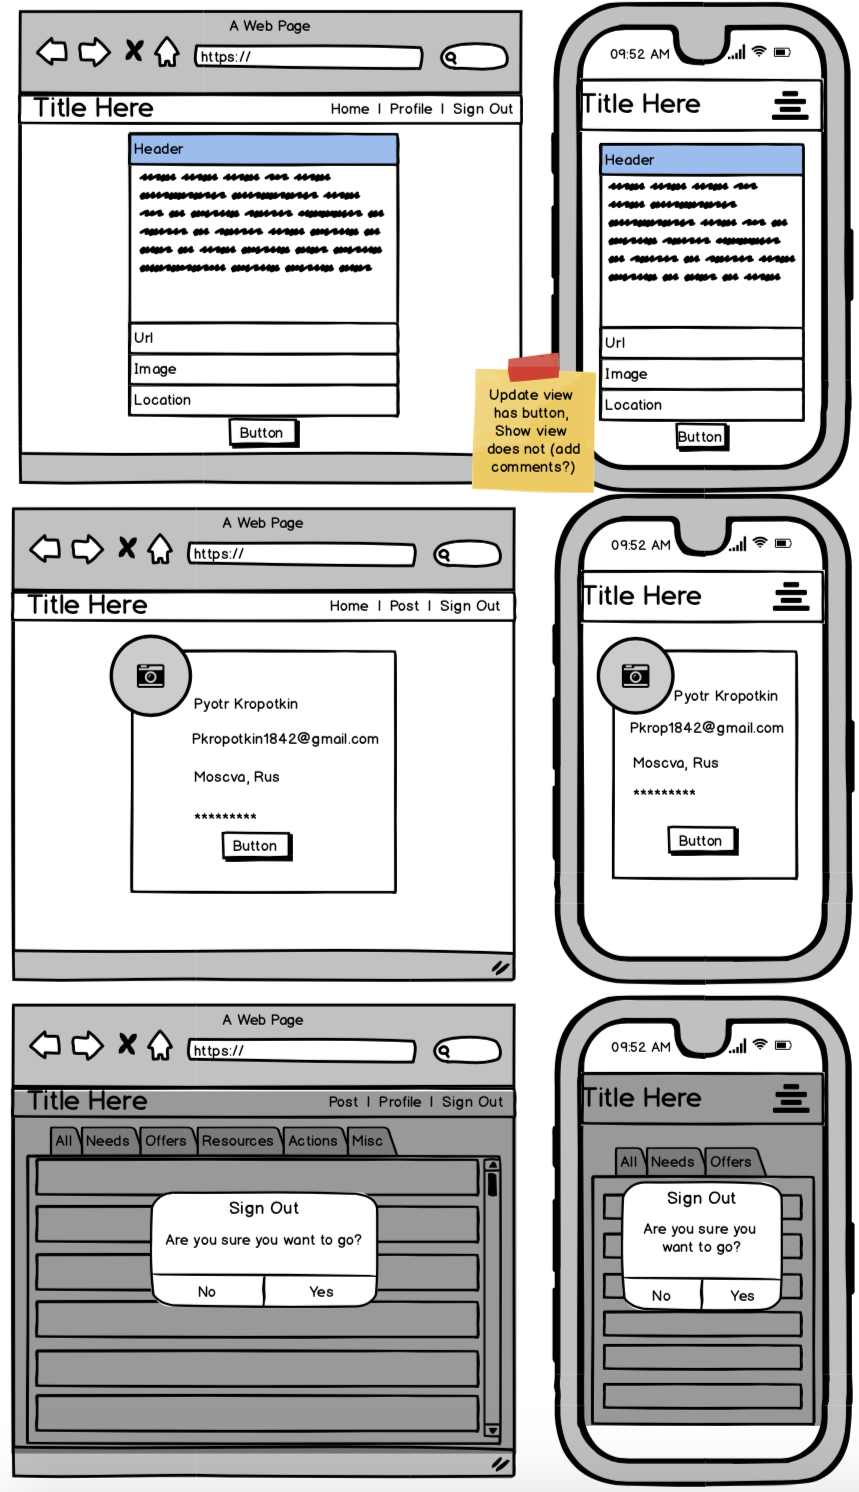 A Web Page
https://
Title Here
Home | Profile | Sign Out
Header
Url
Image
Location
Button
09:52 AM
Title Here
Header
Url
Image
Location
Button
Update view
has button,
Show view
does not (add
comments?)
A Web Page
https://
Title Here
Home | Post | Sign Out
Pyotr Kropotkin
Pkropotkin1842@gmail.com
Moscva, Rus
*********
Button
09:52 AM
Title Here
Pyotr Kropotkin
Pkrop1842@gmail.com
Moscva, Rus
*********
Button
A Web Page
https://
Title Here
Post | Profile | Sign Out
All Needs Offers Resources Actions Misc
Sign Out
Are you sure you want to go?
No Yes
09:52 AM
Title Here
All Needs Offers
Sign Out
Are you sure you
want to go?
No Yes